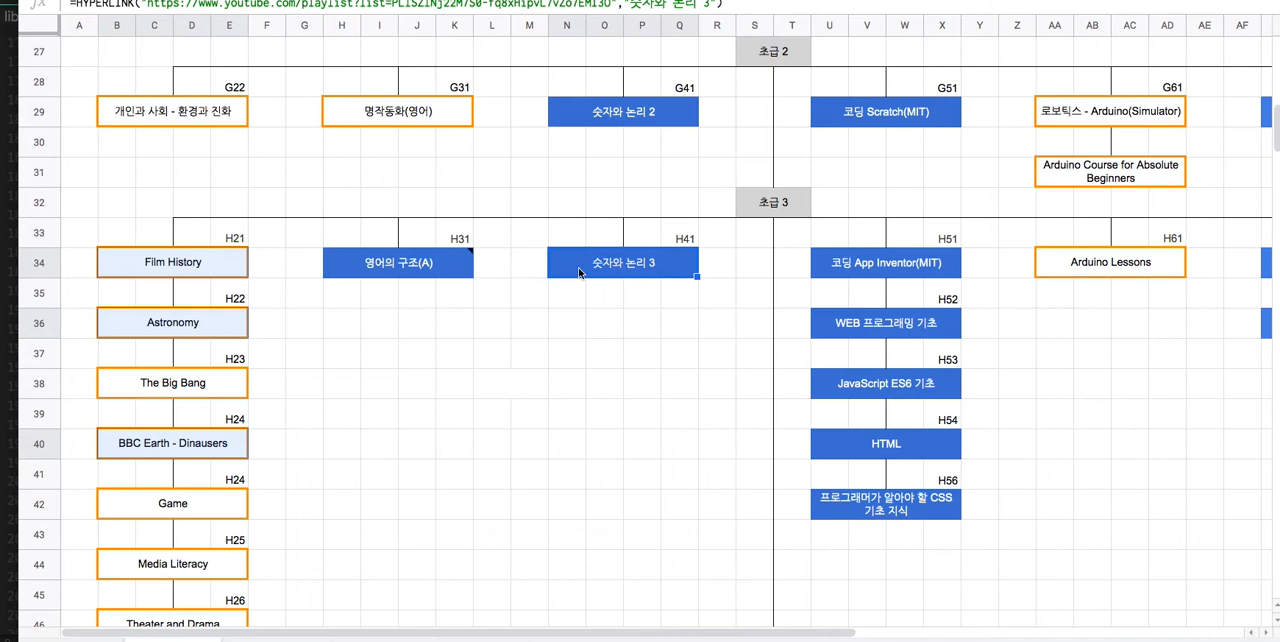 =HYPERLINK("https://www.youtube.com/playlist?list=PLISZlNj22M7S0-fq8xHipvL7vZo7EMI3O","숫자와 논리 3")
A B C D E F G H I J K L M N O P Q R S T U V W X Y Z AA AB AC AD AE AF
27 초급 2
28 G22 G31 G41 G51 G61
29 개인과 사회 - 환경과 진화 명작동화(영어) 숫자와 논리 2 코딩 Scratch(MIT) 로보틱스 - Arduino(Simulator)
30
31 Arduino Course for Absolute
Beginners
32 초급 3
33 H21 H31 H41 H51 H61
34 Film History 영어의 구조(A) 숫자와 논리 3 코딩 App Inventor(MIT) Arduino Lessons
35 H22 H52
36 Astronomy WEB 프로그래밍 기초
37 H23 H53
38 The Big Bang JavaScript ES6 기초
39 H24 H54
40 BBC Earth - Dinausers HTML
41 H24 H56
42 Game 프로그래머가 알아야 할 CSS
기초 지식
43 H25
44 Media Literacy
45 H26
46 Theater and Drama